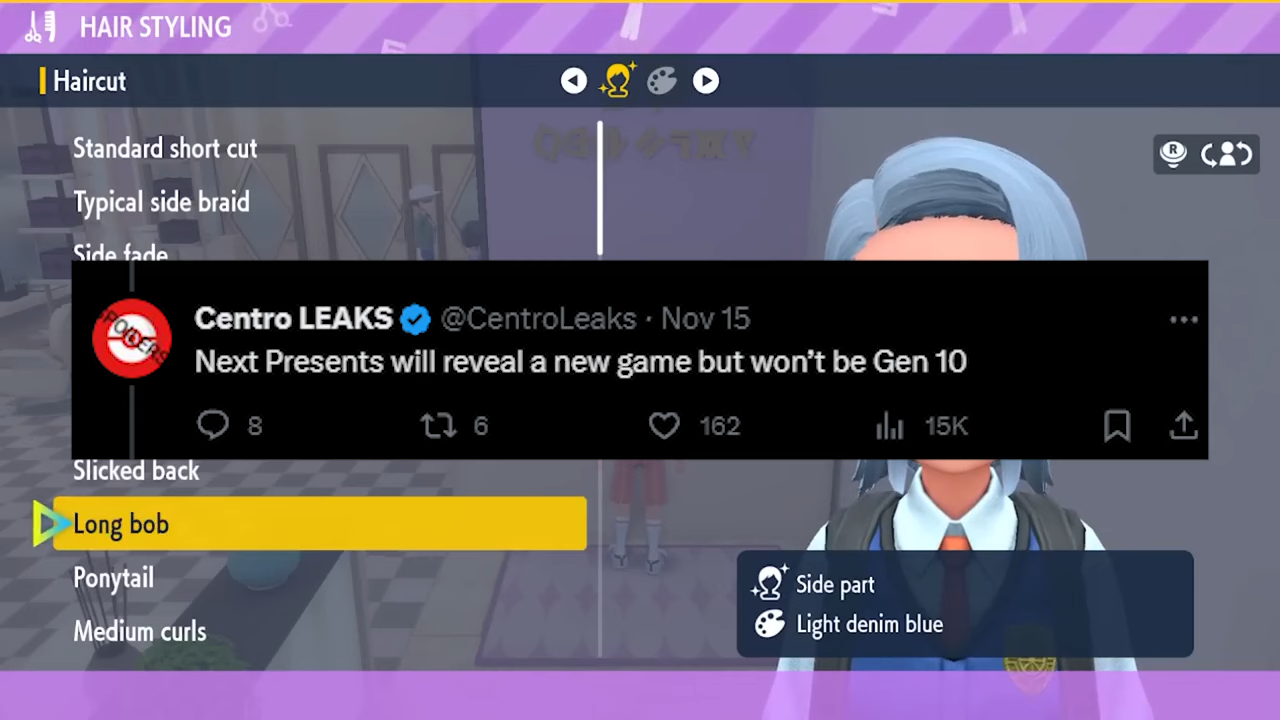 HAIR STYLING
Haircut
Standard short cut
Typical side braid
Side fade
R
SPOILERS
Centro LEAKS @CentroLeaks · Nov 15
Next Presents will reveal a new game but won’t be Gen 10
8 6 162 15K
Slicked back
Long bob
Ponytail
Medium curls
Side part
Light denim blue